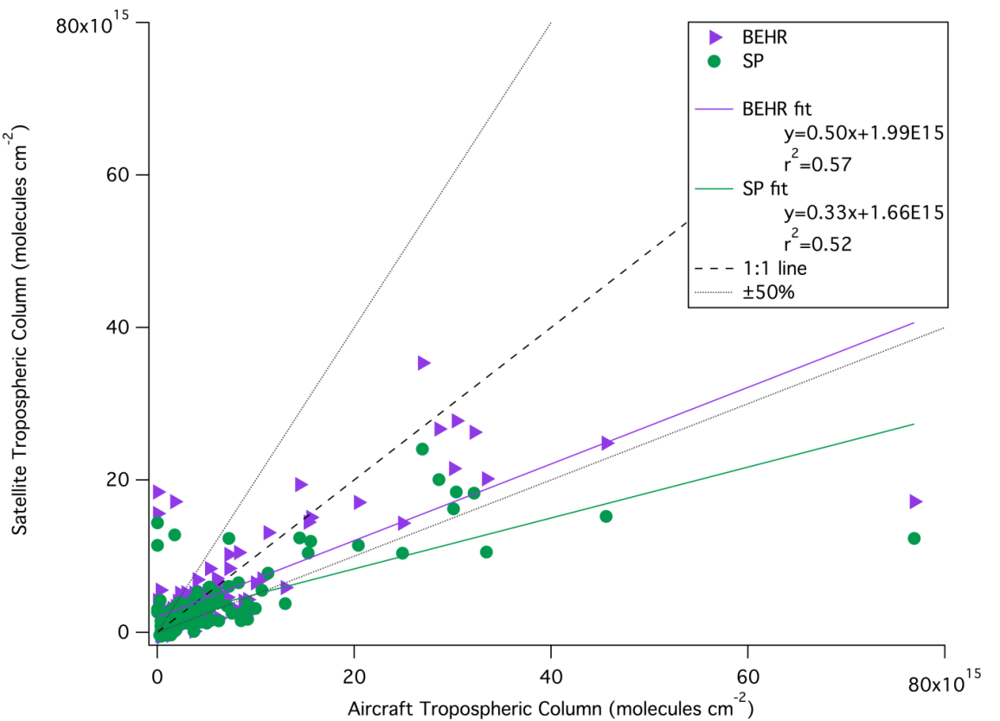 80x10^15
60
40
20
0
Satellite Tropospheric Column (molecules cm^-2)
0
20
40
60
80x10^15
Aircraft Tropospheric Column (molecules cm^-2)
BEHR
SP
BEHR fit
y=0.50x+1.99E15
r^2=0.57
SP fit
y=0.33x+1.66E15
r^2=0.52
1:1 line
±50%